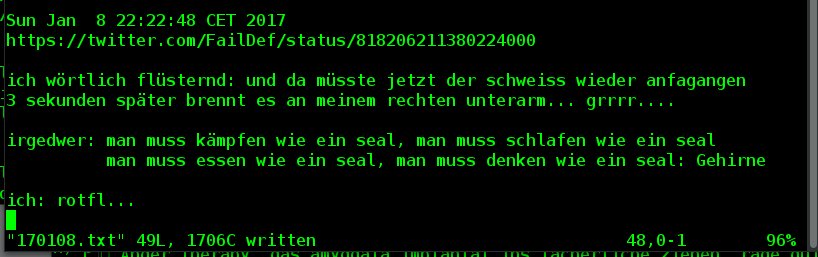 Sun Jan  8 22:22:48 CET 2017
https://twitter.com/FailDef/status/818206211380224000
ich wörtlich flüsternd: und da müsste jetzt der schweiss wieder anfagangen
3 sekunden später brennt es an meinem rechten unterarm... grrrr....
irgedwer: man muss kämpfen wie ein seal, man muss schlafen wie ein seal
          man muss essen wie ein seal, man muss denken wie ein seal: Gehirne
ich: rotfl...
"170108.txt" 49L, 1706C written 48,0-1 96%